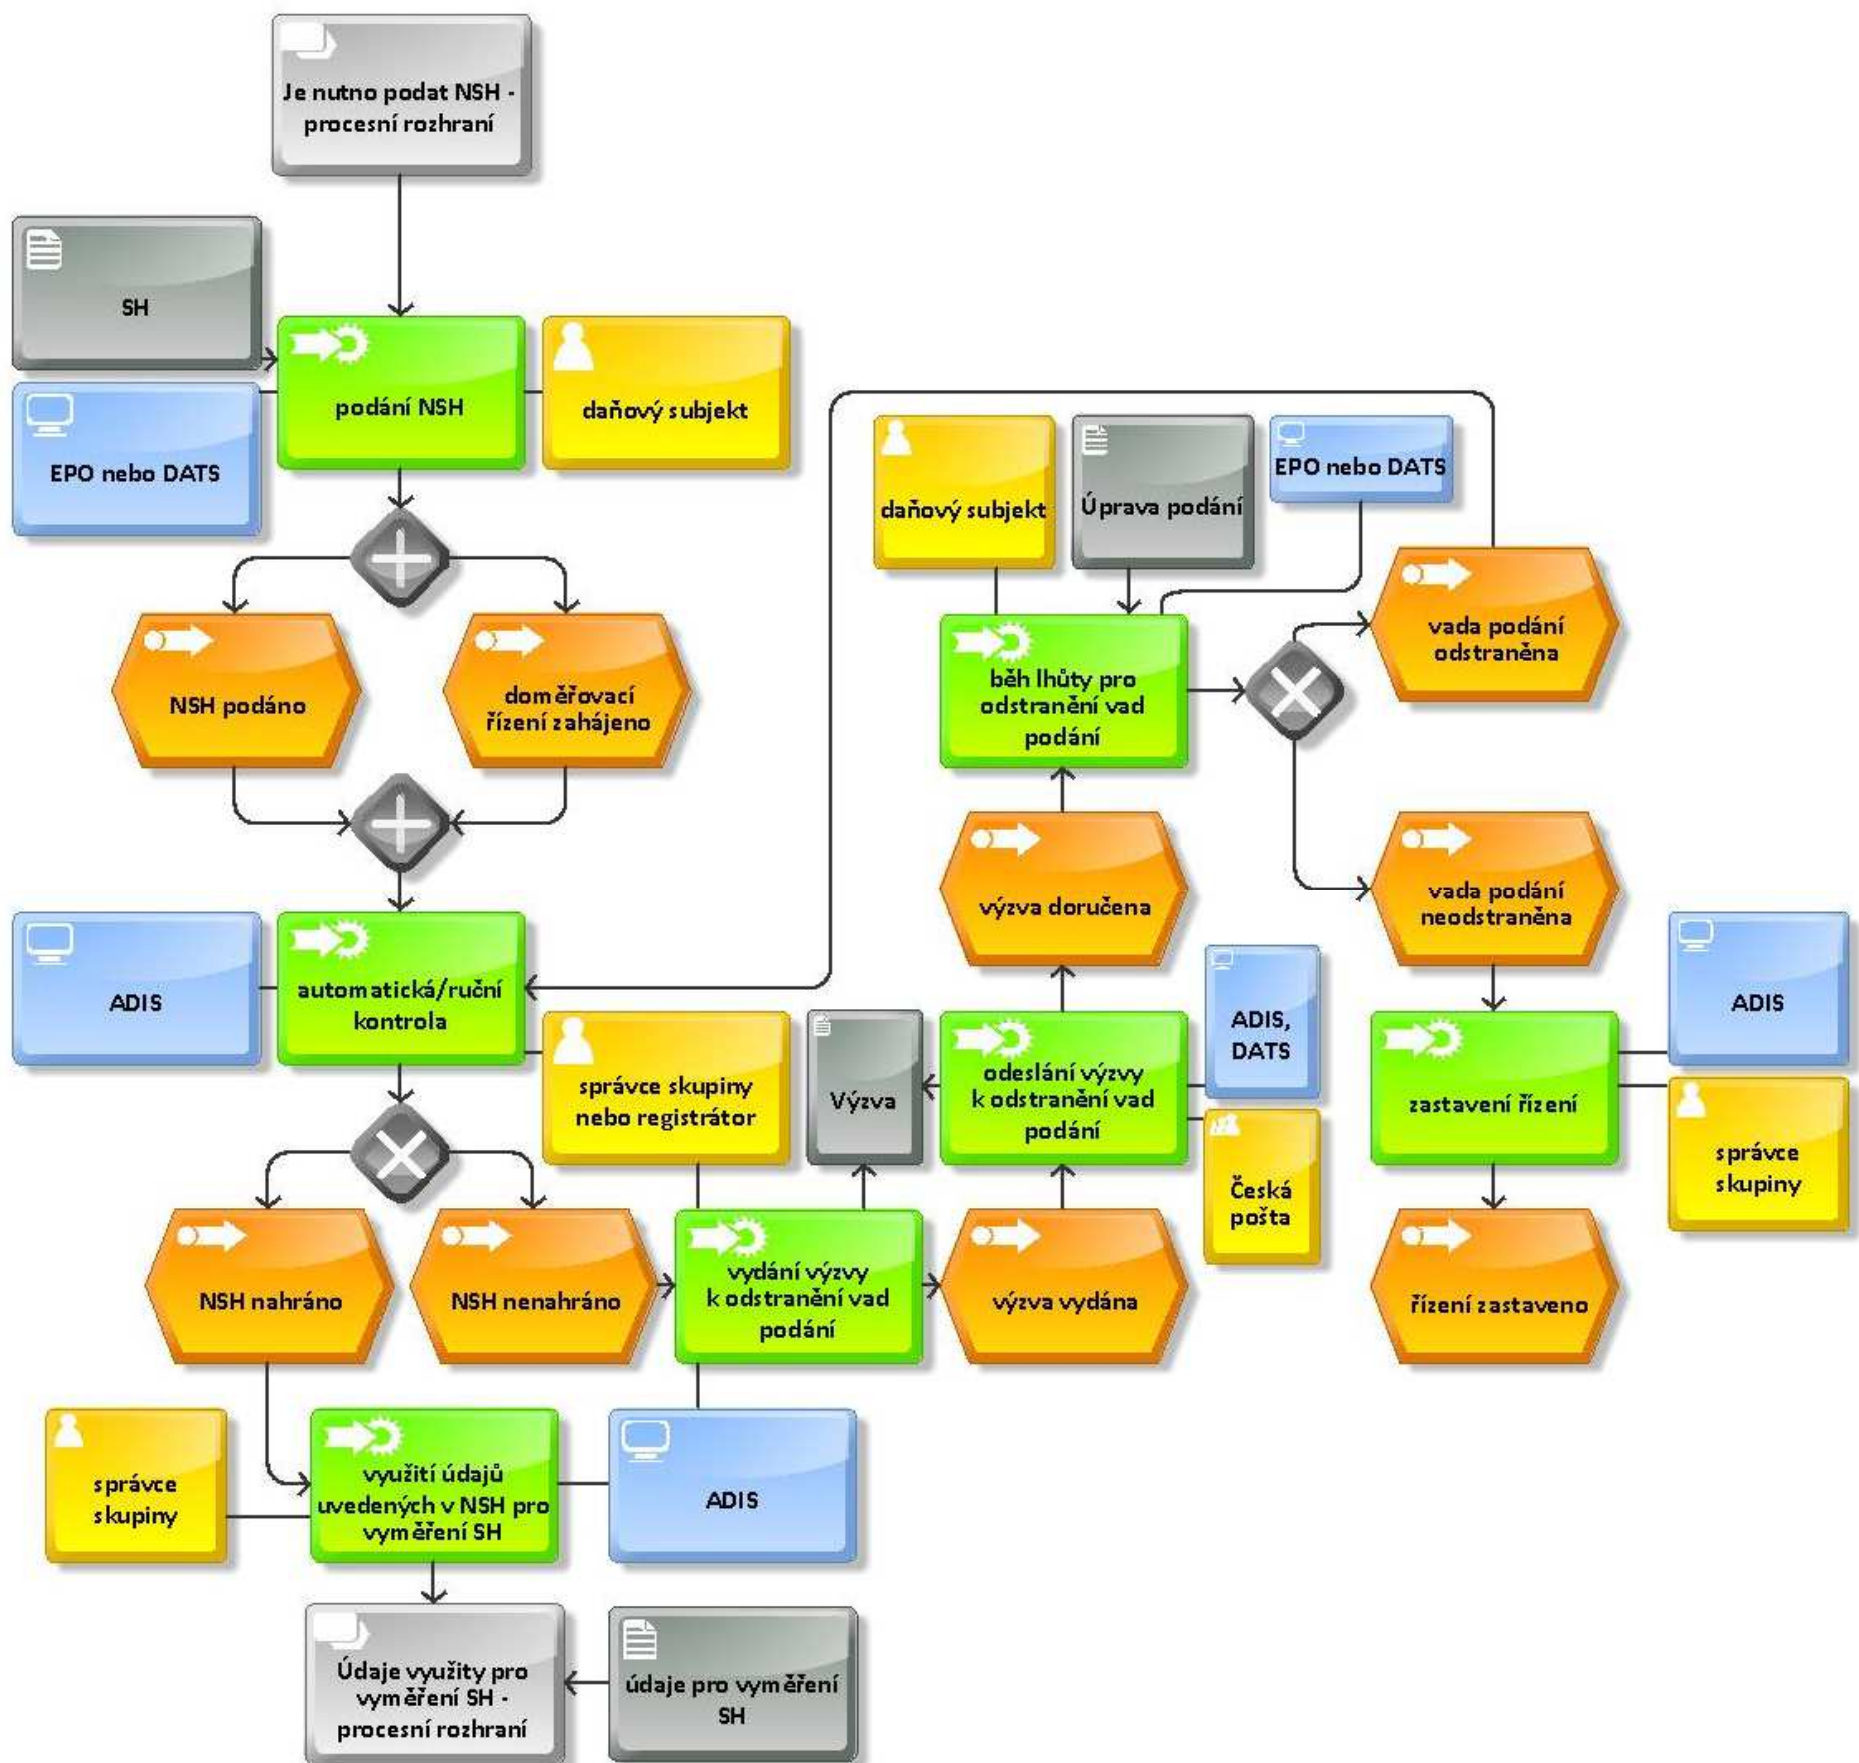 Je nutno podat NSH -
procesní rozhraní
SH
EPO nebo DATS
podání NSH
daňový subjekt
NSH podáno
doměřovací
řízení zahájeno
ADIS
automatická/ruční
kontrola
správce skupiny
nebo registrátor
NSH nahráno
NSH nenahráno
vydání výzvy
k odstranění vad
podání
výzva vydána
Výzva
odeslání výzvy
k odstranění vad
podání
ADIS,
DATS
Česká
pošta
výzva doručena
běh lhůty pro
odstranění vad
podání
daňový subjekt
Úprava podání
EPO nebo DATS
vada podání
odstraněna
vada podání
neodstraněna
zastavení řízení
ADIS
správce
skupiny
řízení zastaveno
správce
skupiny
využití údajů
uvedených v NSH pro
vyměření SH
ADIS
Údaje využity pro
vyměření SH -
procesní rozhraní
údaje pro vyměření
SH